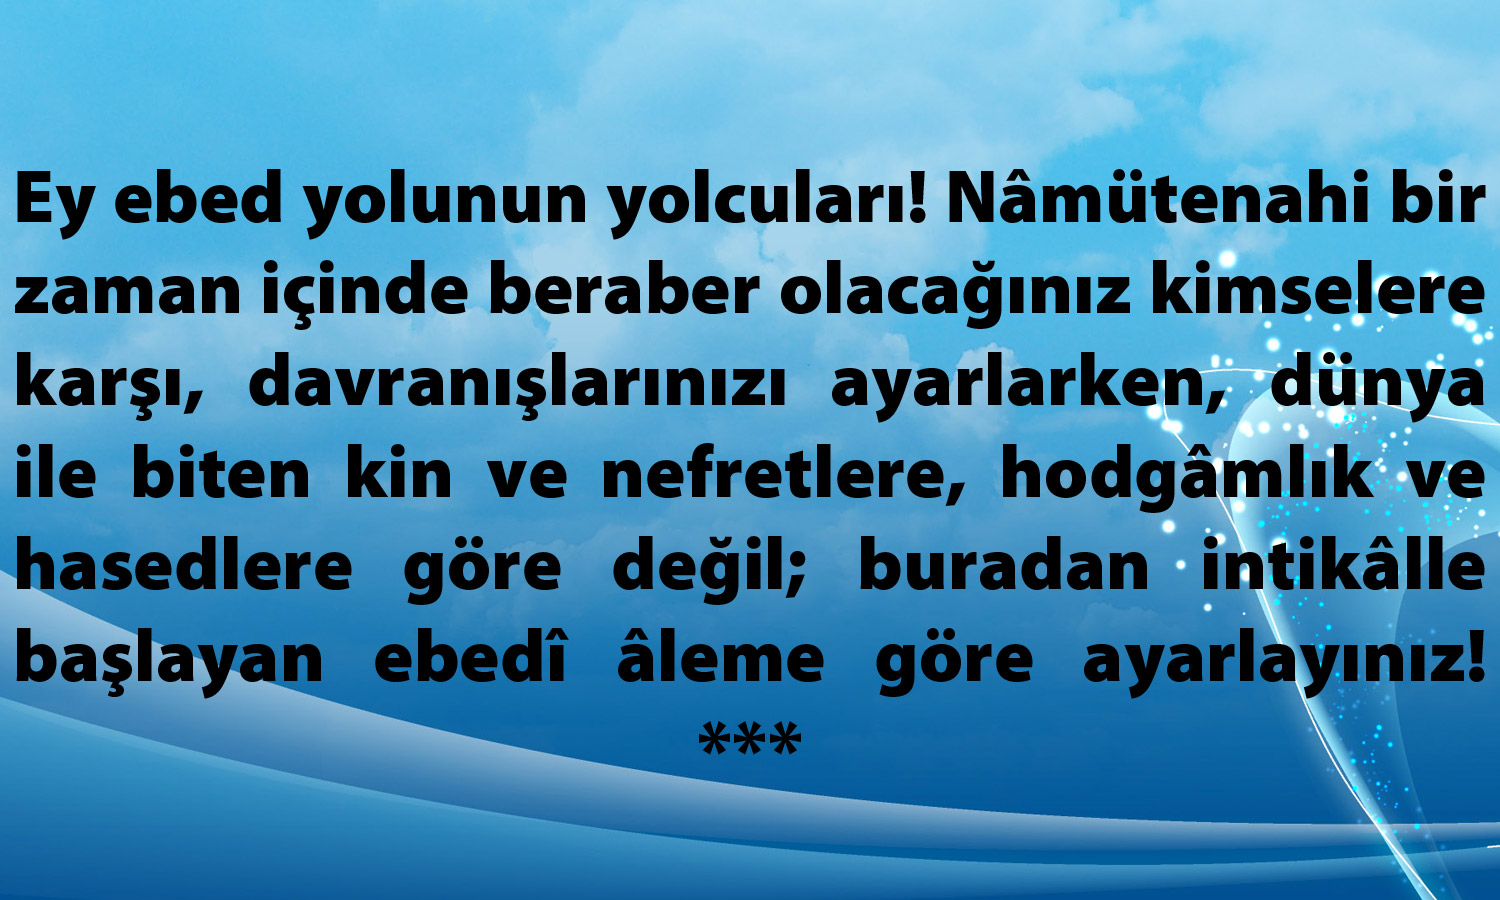 Ey ebed yolunun yolcuları! Nâmütenahi bir
zaman içinde beraber olacağınız kimselere
karşı, davranışlarınızı ayarlarken, dünya
ile biten kin ve nefretlere, hodgâmlık ve
hasedlere göre değil; buradan intikâlle
başlayan ebedî âleme göre ayarlayınız!
***